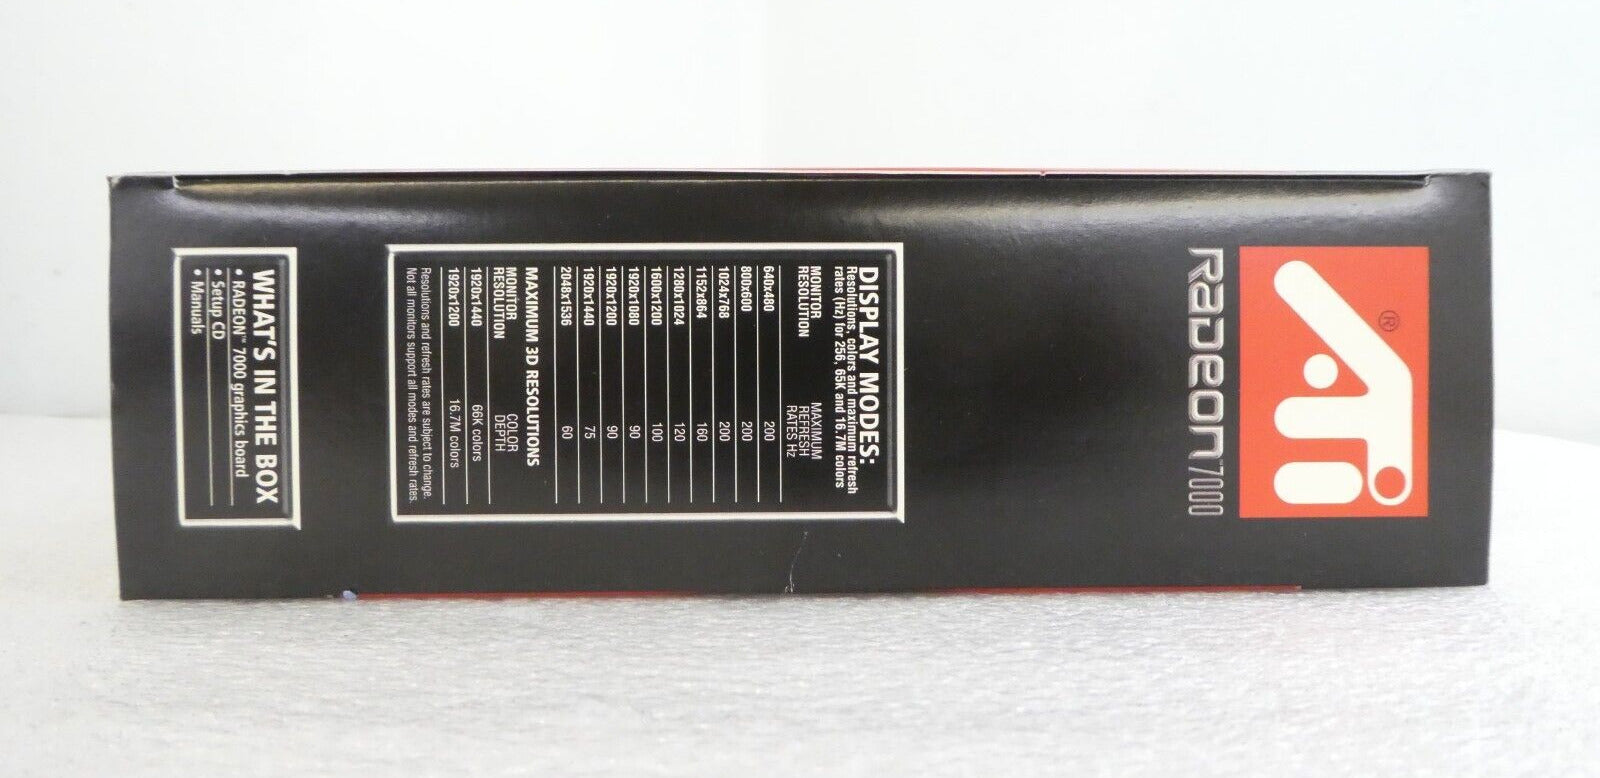 ATi®
RADEON™ 7000
DISPLAY MODES:
Resolutions, colors and maximum refresh
rates (Hz) for 256, 65K and 16.7M colors
MONITOR RESOLUTION MAXIMUM REFRESH RATES Hz
640x480 200
800x600 200
1024x768 200
1152x864 160
1280x1024 120
1600x1200 100
1920x1080 90
1920x1200 90
1920x1440 75
2048x1536 60
MAXIMUM 3D RESOLUTIONS
MONITOR RESOLUTION COLOR DEPTH
1920x1440 66K colors
1920x1200 16.7M colors
Resolutions and refresh rates are subject to change.
Not all monitors support all modes and refresh rates.
WHAT'S IN THE BOX
• RADEON™ 7000 graphics board
• Setup CD
• Manuals